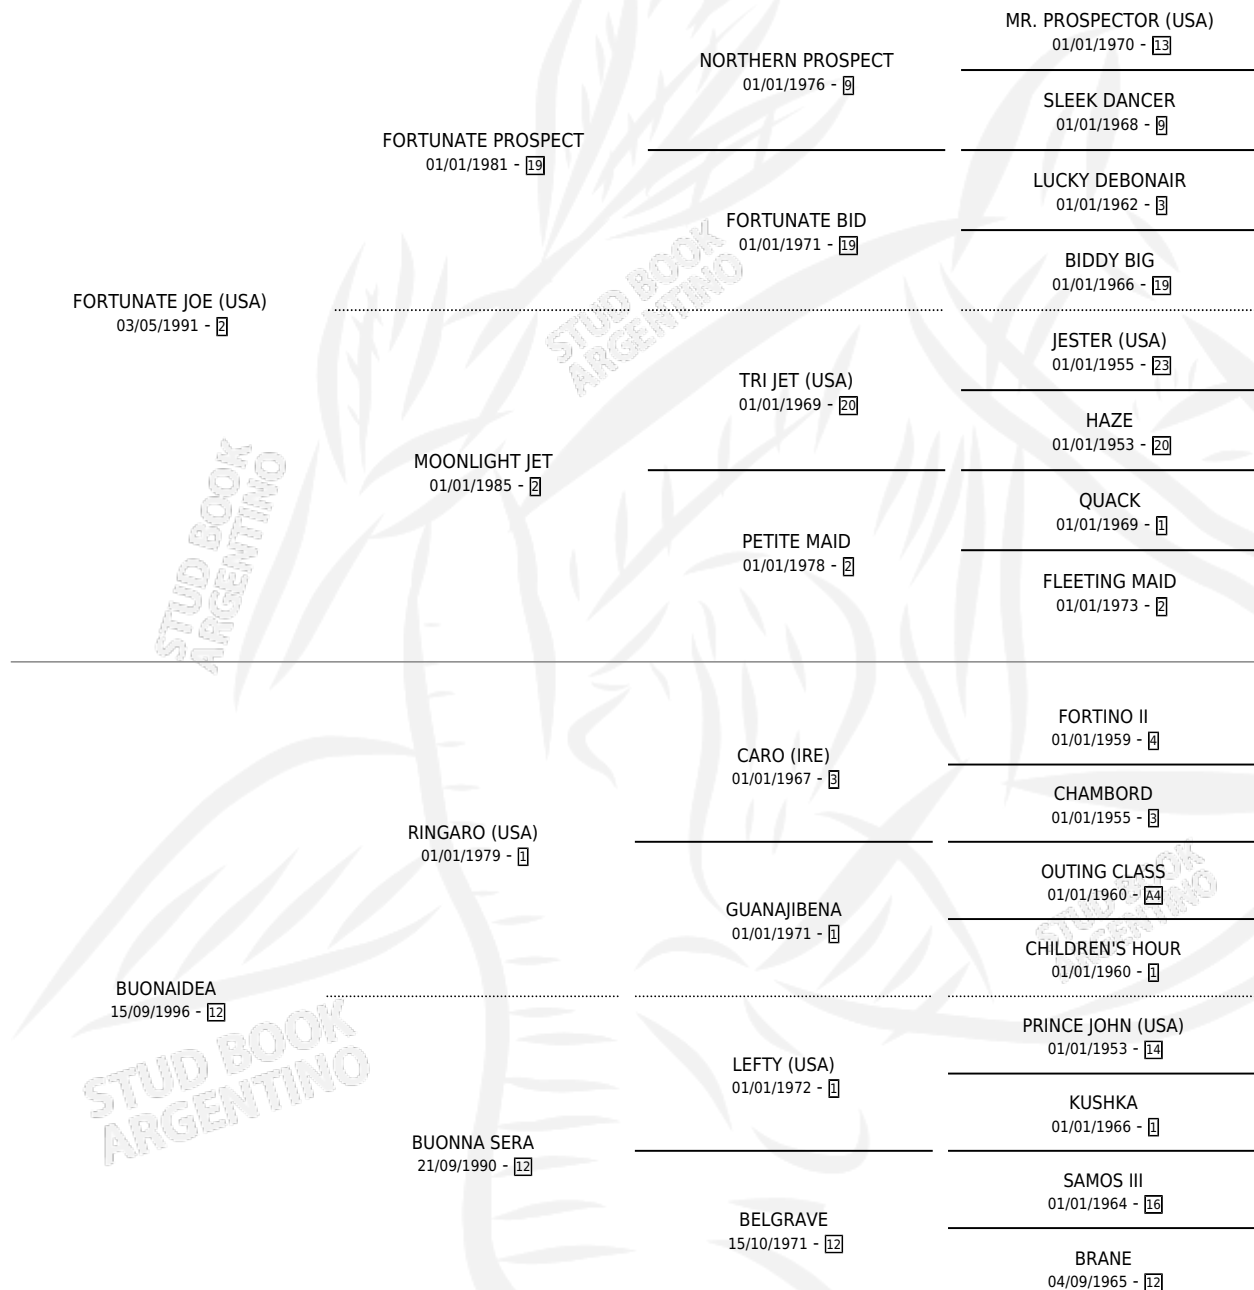 MR. PROSPECTOR (USA)
01/01/1970 - 13
NORTHERN PROSPECT
01/01/1976 - 9
SLEEK DANCER
01/01/1968 - 9
FORTUNATE PROSPECT
01/01/1981 - 19
LUCKY DEBONAIR
01/01/1962 - 3
FORTUNATE BID
01/01/1971 - 19
BIDDY BIG
01/01/1966 - 19
FORTUNATE JOE (USA)
03/05/1991 - 2
STUD BOOK
ARGENTINO
JESTER (USA)
01/01/1955 - 23
TRI JET (USA)
01/01/1969 - 20
HAZE
01/01/1953 - 20
MOONLIGHT JET
01/01/1985 - 2
QUACK
01/01/1969 - 1
PETITE MAID
01/01/1978 - 2
FLEETING MAID
01/01/1973 - 2
STUD BOOK
ARGENTINO
FORTINO II
01/01/1959 - 4
CARO (IRE)
01/01/1967 - 3
CHAMBORD
01/01/1955 - 3
RINGARO (USA)
01/01/1979 - 1
OUTING CLASS
01/01/1960 - A4
GUANAJIBENA
01/01/1971 - 1
STUD BOOK
ARGENTINO
CHILDREN'S HOUR
01/01/1960 - 1
BUONAIDEA
15/09/1996 - 12
PRINCE JOHN (USA)
01/01/1953 - 14
LEFTY (USA)
01/01/1972 - 1
STUD BOOK
ARGENTINO
KUSHKA
01/01/1966 - 1
BUONNA SERA
21/09/1990 - 12
SAMOS III
01/01/1964 - 16
BELGRAVE
15/10/1971 - 12
BRANE
04/09/1965 - 12